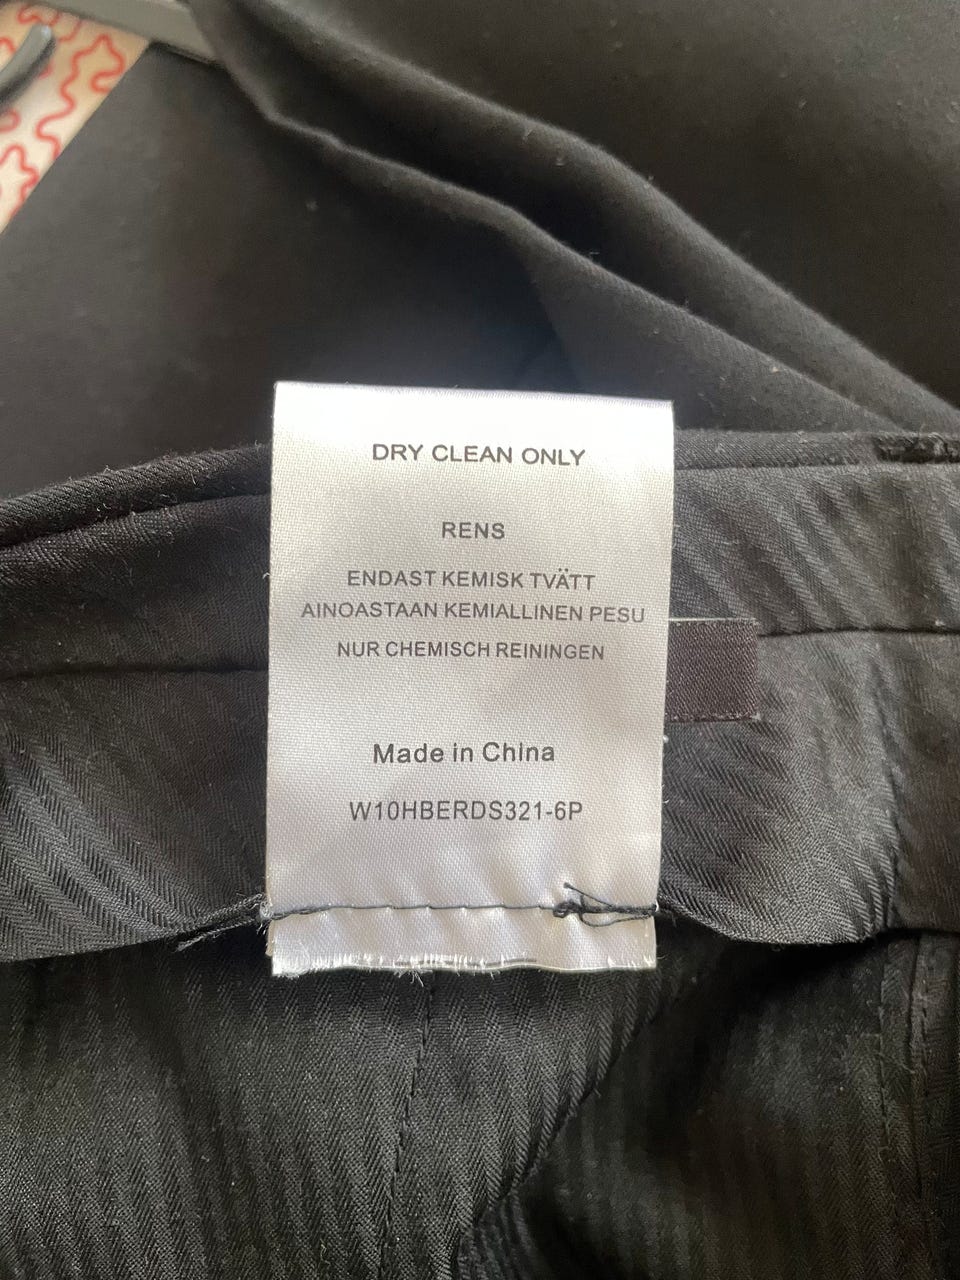 DRY CLEAN ONLY
RENS
ENDAST KEMISK TVÄTT
AINOASTAAN KEMIALLINEN PESU
NUR CHEMISCH REININGEN
Made in China
W10HBERDS321-6P